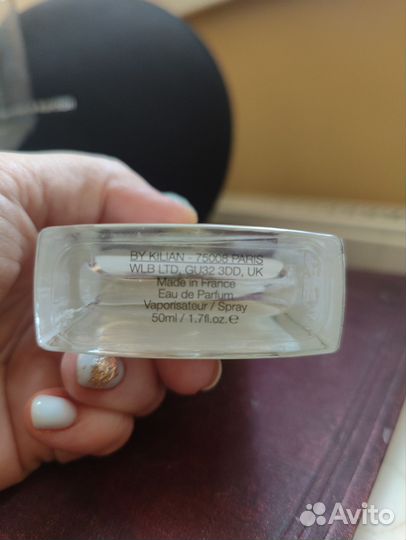 BY KILIAN - 75008 PARIS
WLB LTD, GU32 3DD, UK
Made in France
Eau de Parfum
Vaporisateur / Spray
50ml / 1.7fl.oz. ℮
Avito